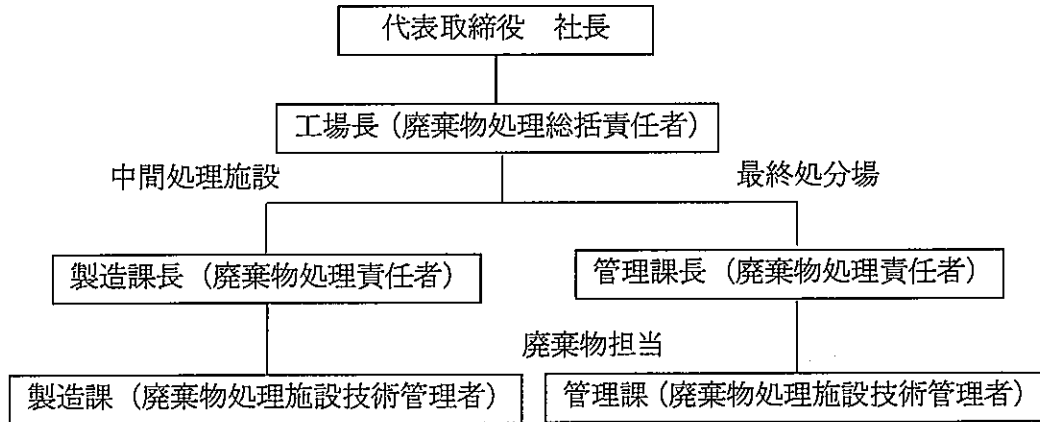 代表取締役 社長
工場長（廃棄物処理総括責任者）
中間処理施設 最終処分場
製造課長（廃棄物処理責任者） 管理課長（廃棄物処理責任者）
廃棄物担当
製造課（廃棄物処理施設技術管理者） 管理課（廃棄物処理施設技術管理者）